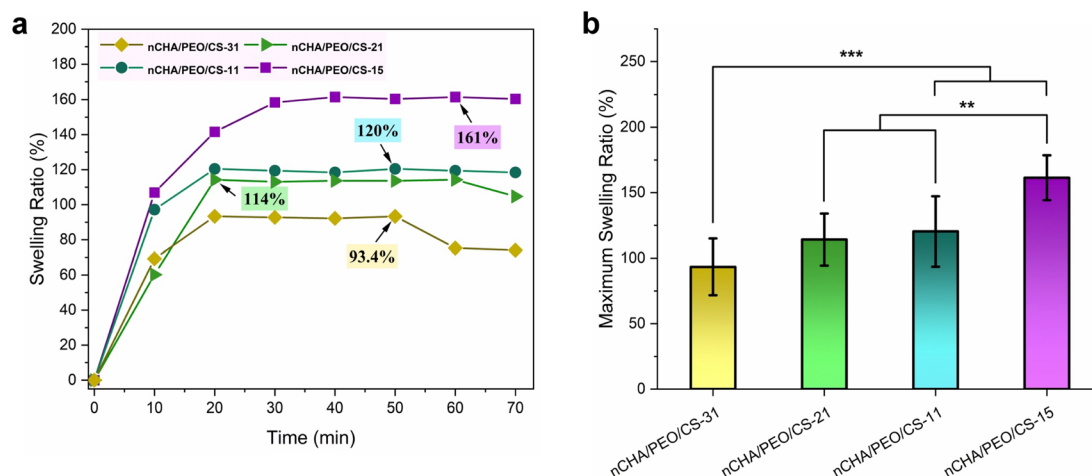 a
200
180
160
140
120
100
80
60
40
20
0
Swelling Ratio (%)
nCHA/PEO/CS-31
nCHA/PEO/CS-21
nCHA/PEO/CS-11
nCHA/PEO/CS-15
120%
161%
114%
93.4%
0 10 20 30 40 50 60 70
Time (min)
b
250
200
150
100
50
0
Maximum Swelling Ratio (%)
***
**
nCHA/PEO/CS-31
nCHA/PEO/CS-21
nCHA/PEO/CS-11
nCHA/PEO/CS-15